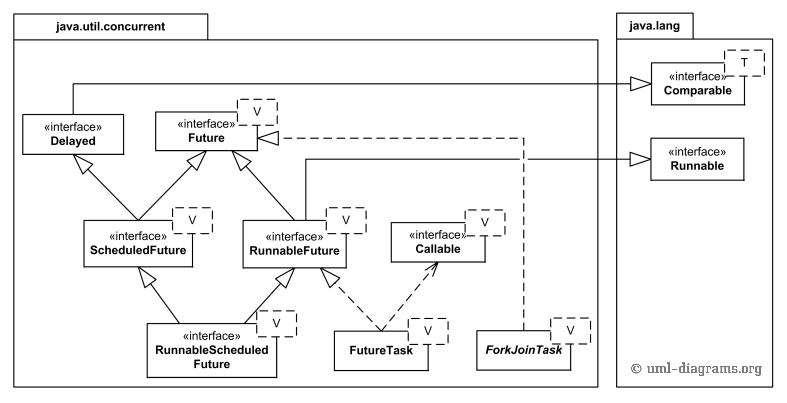 java.util.concurrent
java.lang
T
«interface»
Comparable
V
«interface»
Delayed
«interface»
Future
«interface»
Runnable
V
«interface»
ScheduledFuture
V
«interface»
RunnableFuture
V
«interface»
Callable
V
«interface»
RunnableScheduled
Future
V
FutureTask
V
ForkJoinTask
© uml-diagrams.org